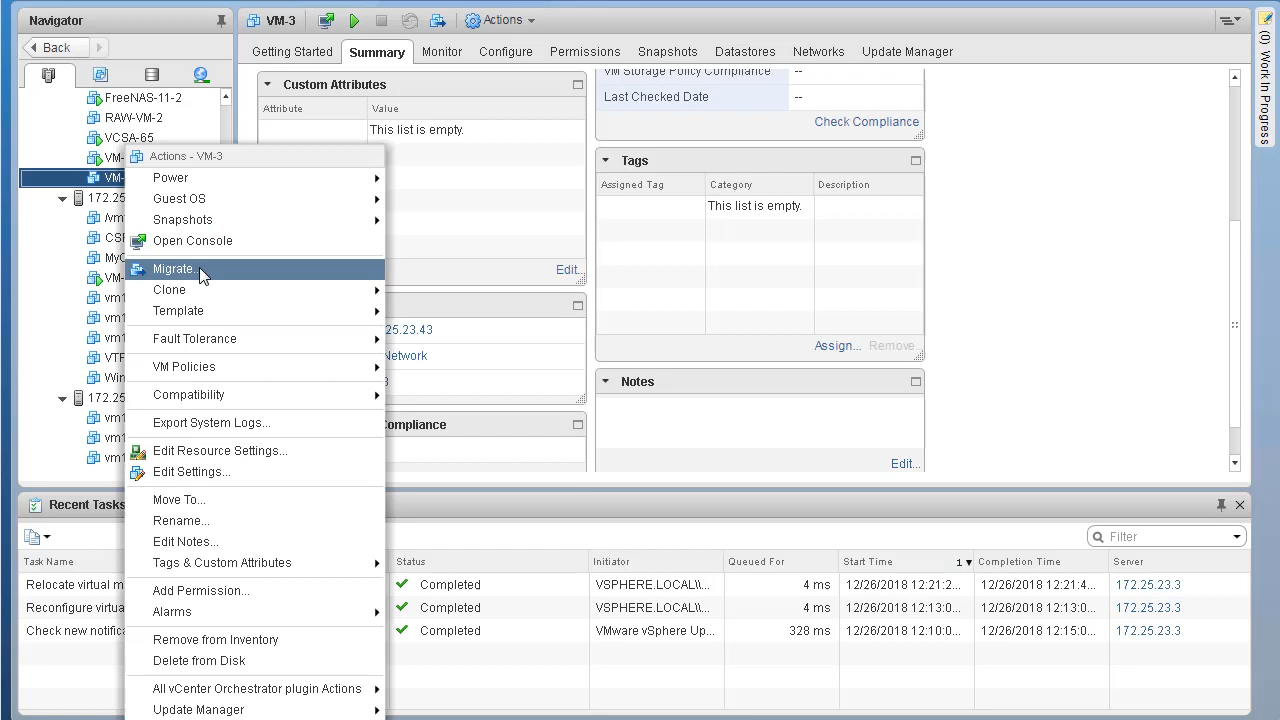 Navigator
Back
FreeNAS-11-2
RAW-VM-2
VCSA-65
VM-
VM-
172.25
/vm
CS
My
VM-
vm1
vm1
vm1
VTF
Win
172.25
vm1
vm1
vm1
VM-3
Actions
Getting Started Summary Monitor Configure Permissions Snapshots Datastores Networks Update Manager
Custom Attributes
Attribute Value
This list is empty.
Edit...
25.23.43
Network
3
ompliance
VM Storage Policy Compliance --
Last Checked Date --
Check Compliance
Tags
Assigned Tag Category Description
This list is empty.
Assign... Remove
Notes
Edit...
Actions - VM-3
Power
Guest OS
Snapshots
Open Console
Migrate...
Clone
Template
Fault Tolerance
VM Policies
Compatibility
Export System Logs...
Edit Resource Settings...
Edit Settings...
Move To...
Rename...
Edit Notes...
Tags & Custom Attributes
Add Permission...
Alarms
Remove from Inventory
Delete from Disk
All vCenter Orchestrator plugin Actions
Update Manager
Recent Tasks
Filter
Task Name Status Initiator Queued For Start Time 1 Completion Time Server
Relocate virtual m Completed VSPHERE.LOCAL\\... 4 ms 12/26/2018 12:21:2... 12/26/2018 12:21:4... 172.25.23.3
Reconfigure virtua Completed VSPHERE.LOCAL\\... 4 ms 12/26/2018 12:13:0... 12/26/2018 12:13:0... 172.25.23.3
Check new notifica Completed VMware vSphere Up... 328 ms 12/26/2018 12:10:0... 12/26/2018 12:15:0... 172.25.23.3
(0) Work In Progress